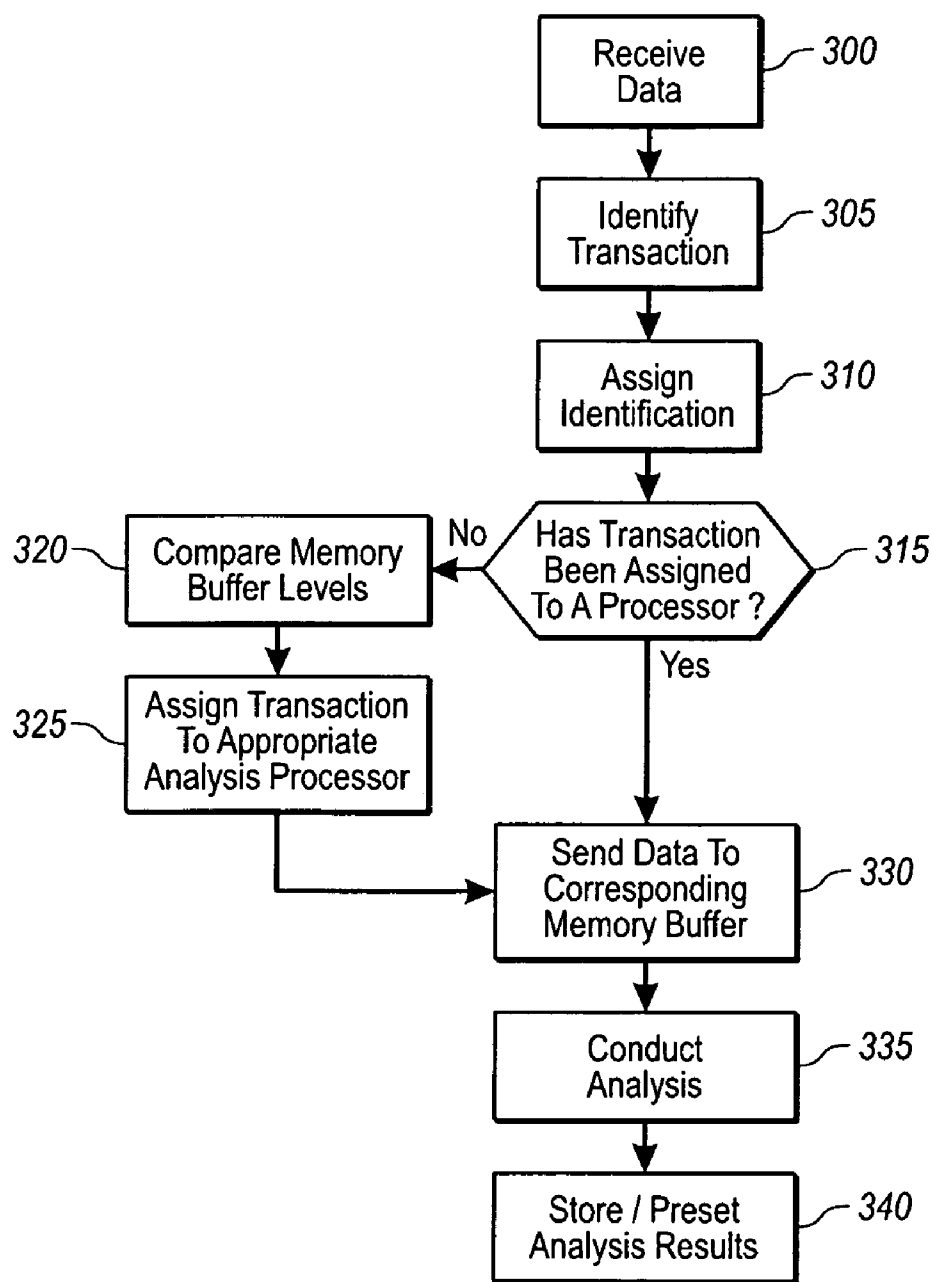 Receive
Data
300
Identify
Transaction
305
Assign
Identification
310
Has Transaction
Been Assigned
To A Processor ?
315
No
320
Compare Memory
Buffer Levels
Yes
325
Assign Transaction
To Appropriate
Analysis Processor
Send Data To
Corresponding
Memory Buffer
330
Conduct
Analysis
335
Store / Preset
Analysis Results
340